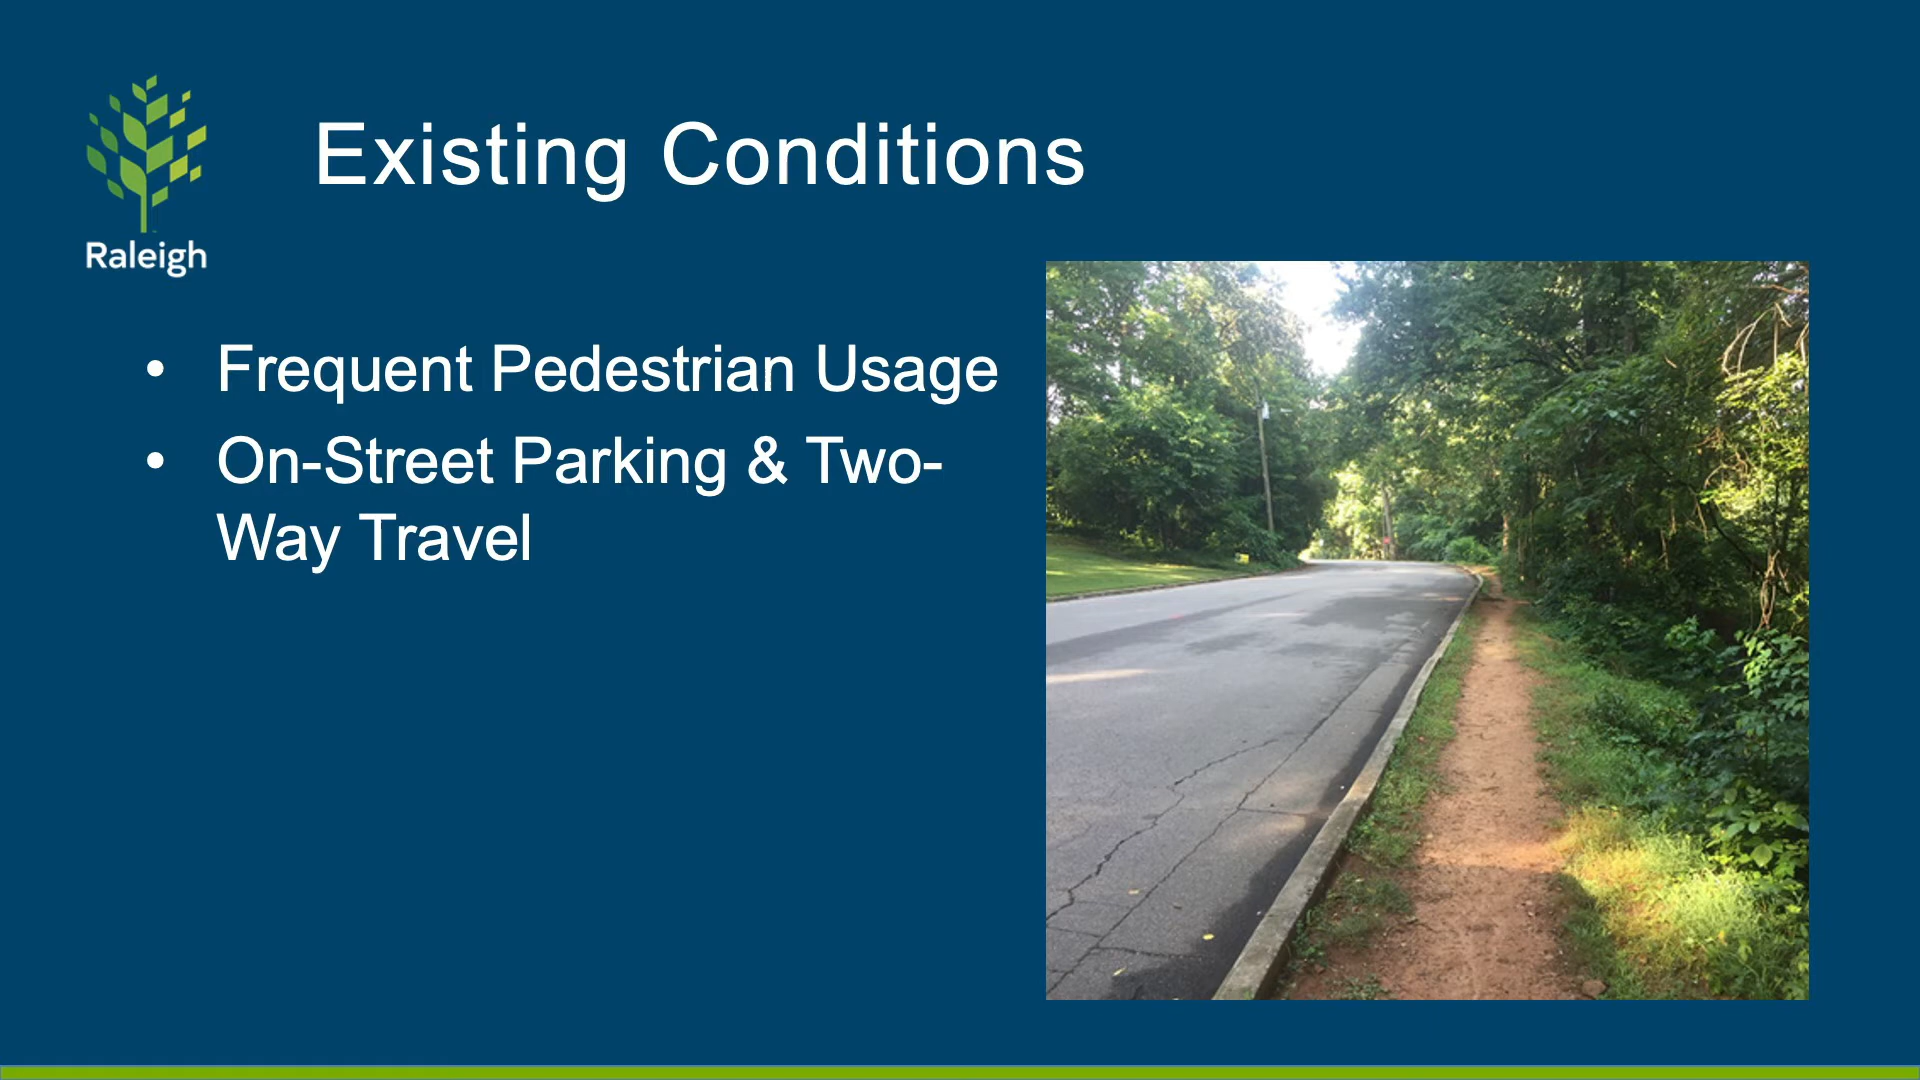 Raleigh
Existing Conditions
• Frequent Pedestrian Usage
• On-Street Parking & Two-
Way Travel